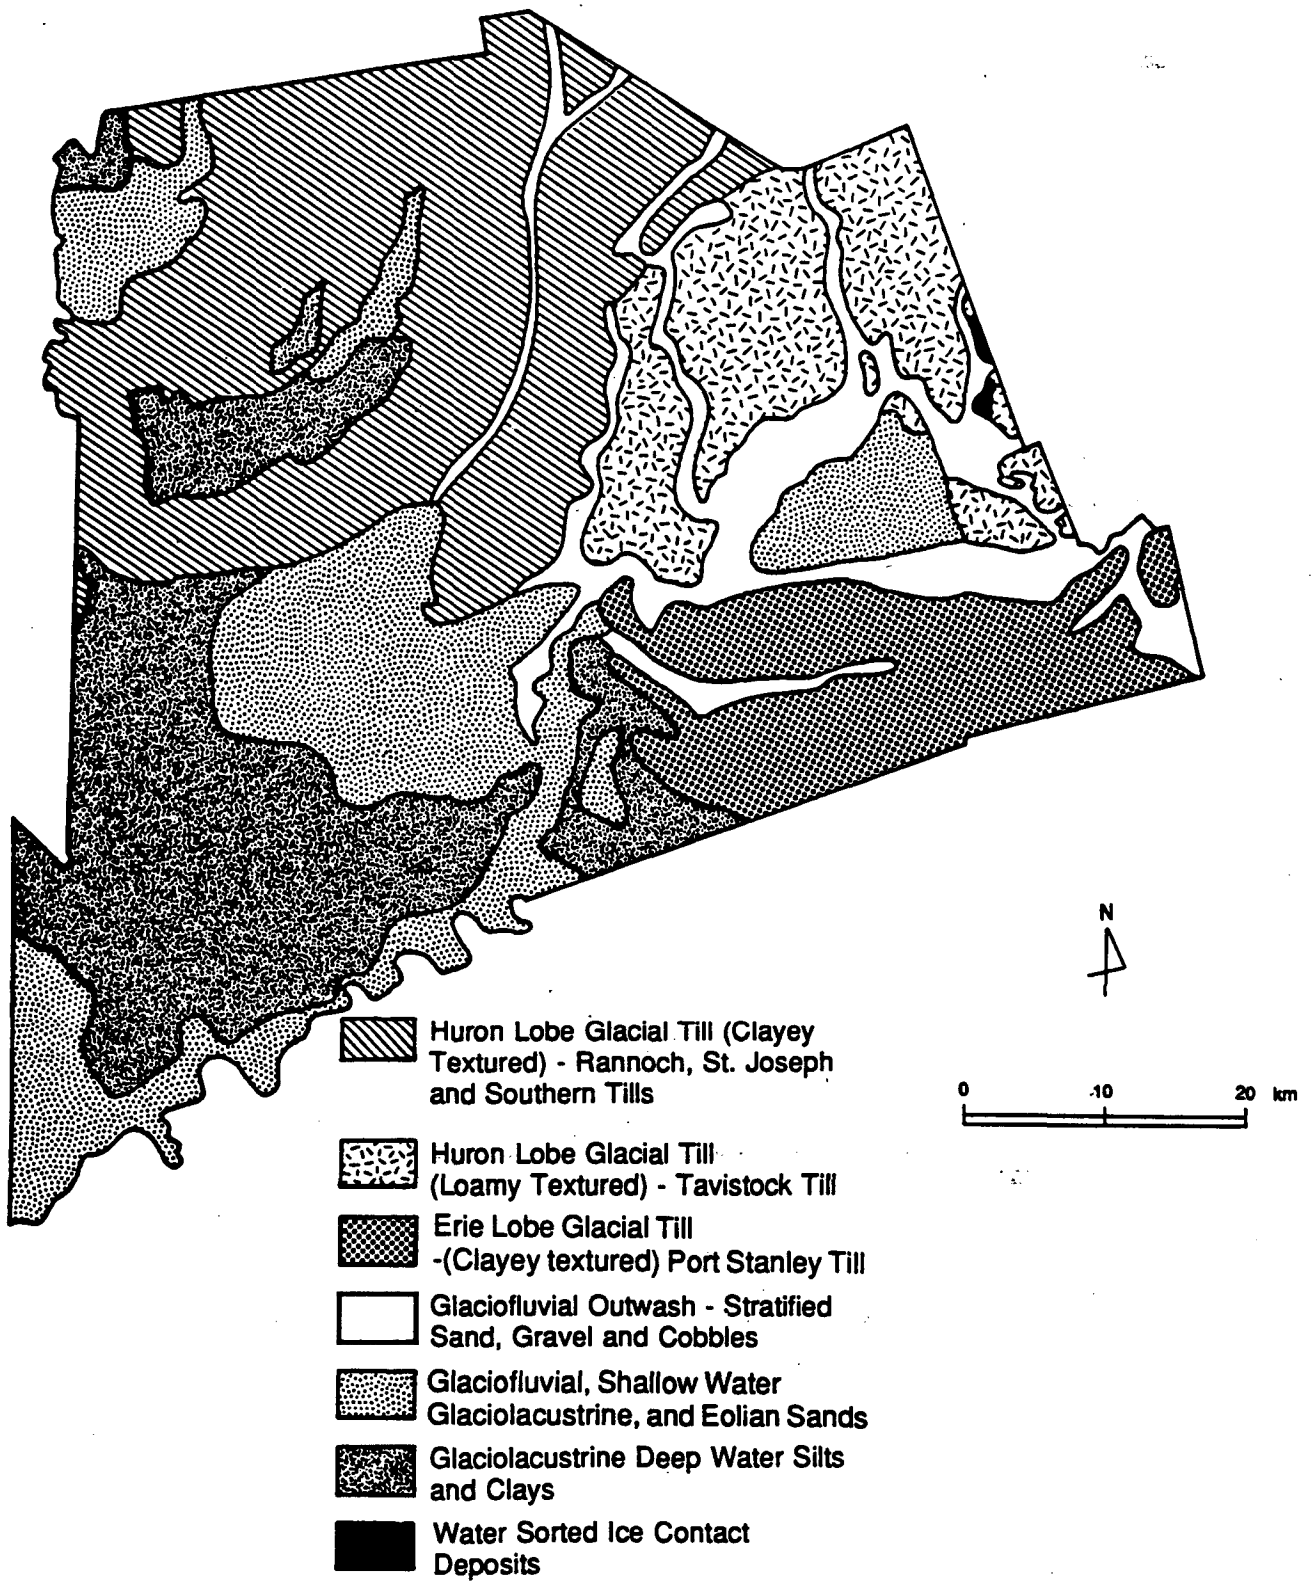 N
0 10 20 km
Huron Lobe Glacial Till (Clayey
Textured) - Rannoch, St. Joseph
and Southern Tills
Huron Lobe Glacial Till
(Loamy Textured) - Tavistock Till
Erie Lobe Glacial Till
-(Clayey textured) Port Stanley Till
Glaciofluvial Outwash - Stratified
Sand, Gravel and Cobbles
Glaciofluvial, Shallow Water
Glaciolacustrine, and Eolian Sands
Glaciolacustrine Deep Water Silts
and Clays
Water Sorted Ice Contact
Deposits